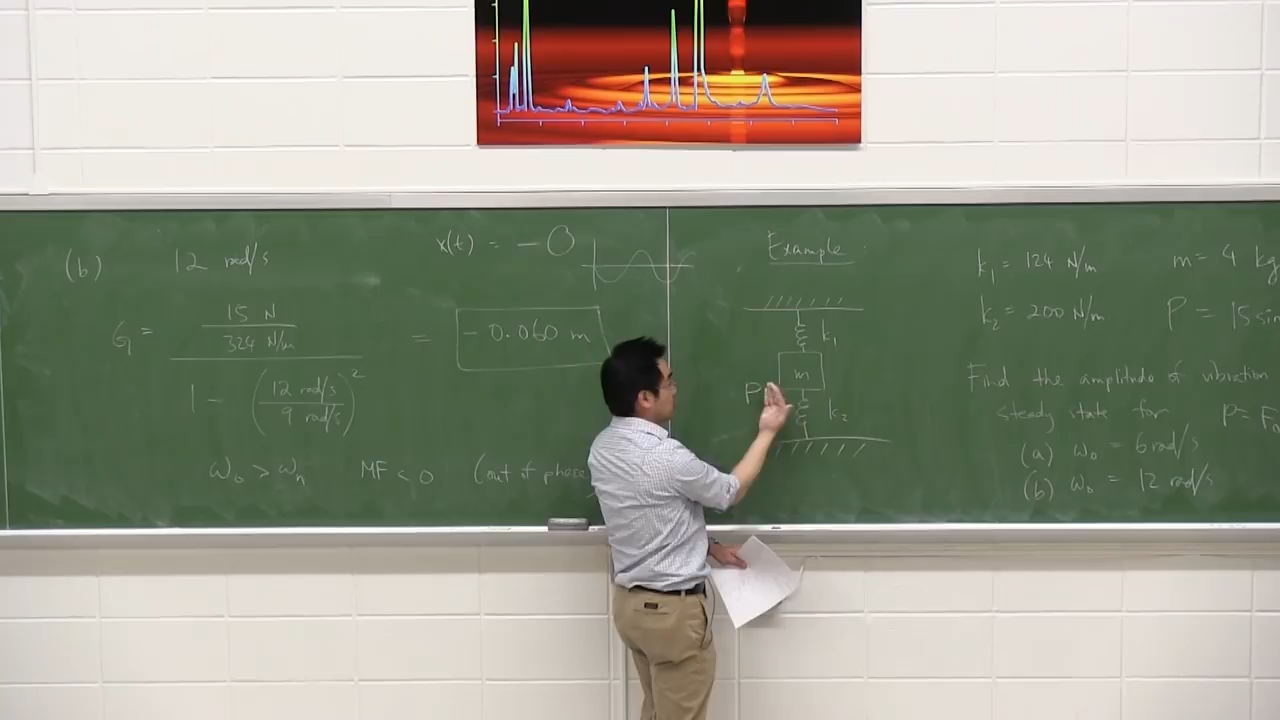 (b) 12 rad/s
x(t) = -
G = (15 N / 324 N/m) / (1 - (12 rad/s / 9 rad/s)²) = -0.060 m
ω₀ > ωₙ MF < 0 (out of phase
Example
k₁
m
P
k₂
k₁ = 124 N/m m = 4 kg
k₂ = 200 N/m P = 15 sin
Find the amplitude of vibration
steady state for P = F₀
(a) ω₀ = 6 rad/s
(b) ω₀ = 12 rad/s